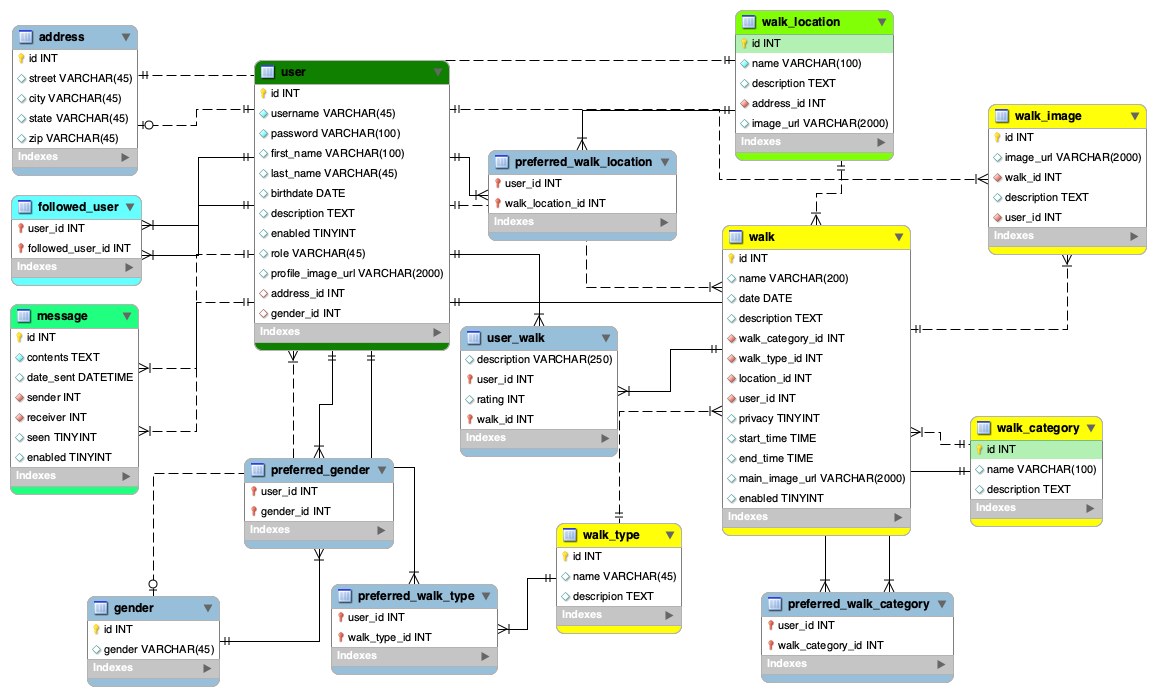 address
id INT
street VARCHAR(45)
city VARCHAR(45)
state VARCHAR(45)
zip VARCHAR(45)
Indexes
followed_user
user_id INT
followed_user_id INT
Indexes
message
id INT
contents TEXT
date_sent DATETIME
sender INT
receiver INT
seen TINYINT
enabled TINYINT
Indexes
user
id INT
username VARCHAR(45)
password VARCHAR(100)
first_name VARCHAR(100)
last_name VARCHAR(45)
birthdate DATE
description TEXT
enabled TINYINT
role VARCHAR(45)
profile_image_url VARCHAR(2000)
address_id INT
gender_id INT
Indexes
preferred_gender
user_id INT
gender_id INT
Indexes
gender
id INT
gender VARCHAR(45)
Indexes
preferred_walk_type
user_id INT
walk_type_id INT
Indexes
preferred_walk_location
user_id INT
walk_location_id INT
Indexes
user_walk
description VARCHAR(250)
user_id INT
rating INT
walk_id INT
Indexes
walk_type
id INT
name VARCHAR(45)
descripion TEXT
Indexes
walk_location
id INT
name VARCHAR(100)
description TEXT
address_id INT
image_url VARCHAR(2000)
Indexes
walk
id INT
name VARCHAR(200)
date DATE
description TEXT
walk_category_id INT
walk_type_id INT
location_id INT
user_id INT
privacy TINYINT
start_time TIME
end_time TIME
main_image_url VARCHAR(2000)
enabled TINYINT
Indexes
walk_image
id INT
image_url VARCHAR(2000)
walk_id INT
description TEXT
user_id INT
Indexes
walk_category
id INT
name VARCHAR(100)
description TEXT
Indexes
preferred_walk_category
user_id INT
walk_category_id INT
Indexes